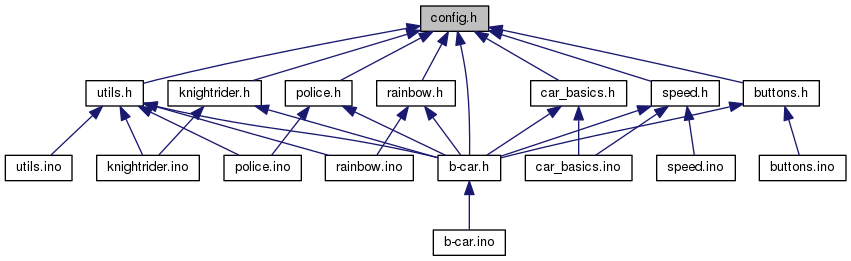 config.h
utils.h
knightrider.h
police.h
rainbow.h
car_basics.h
speed.h
buttons.h
utils.ino
knightrider.ino
police.ino
rainbow.ino
b-car.h
car_basics.ino
speed.ino
buttons.ino
b-car.ino